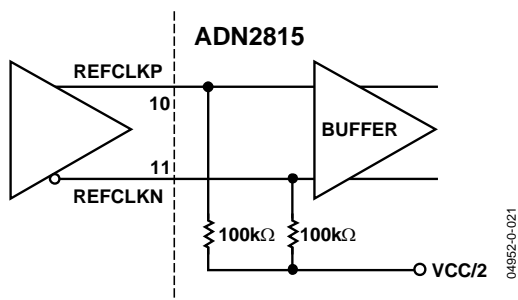 ADN2815
REFCLKP
10
BUFFER
11
REFCLKN
100kΩ
100kΩ
VCC/2
04952-0-021